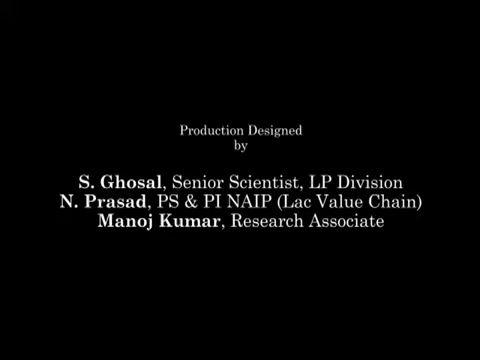 Production Designed
by
S. Ghosal, Senior Scientist, LP Division
N. Prasad, PS & PI NAIP (Lac Value Chain)
Manoj Kumar, Research Associate